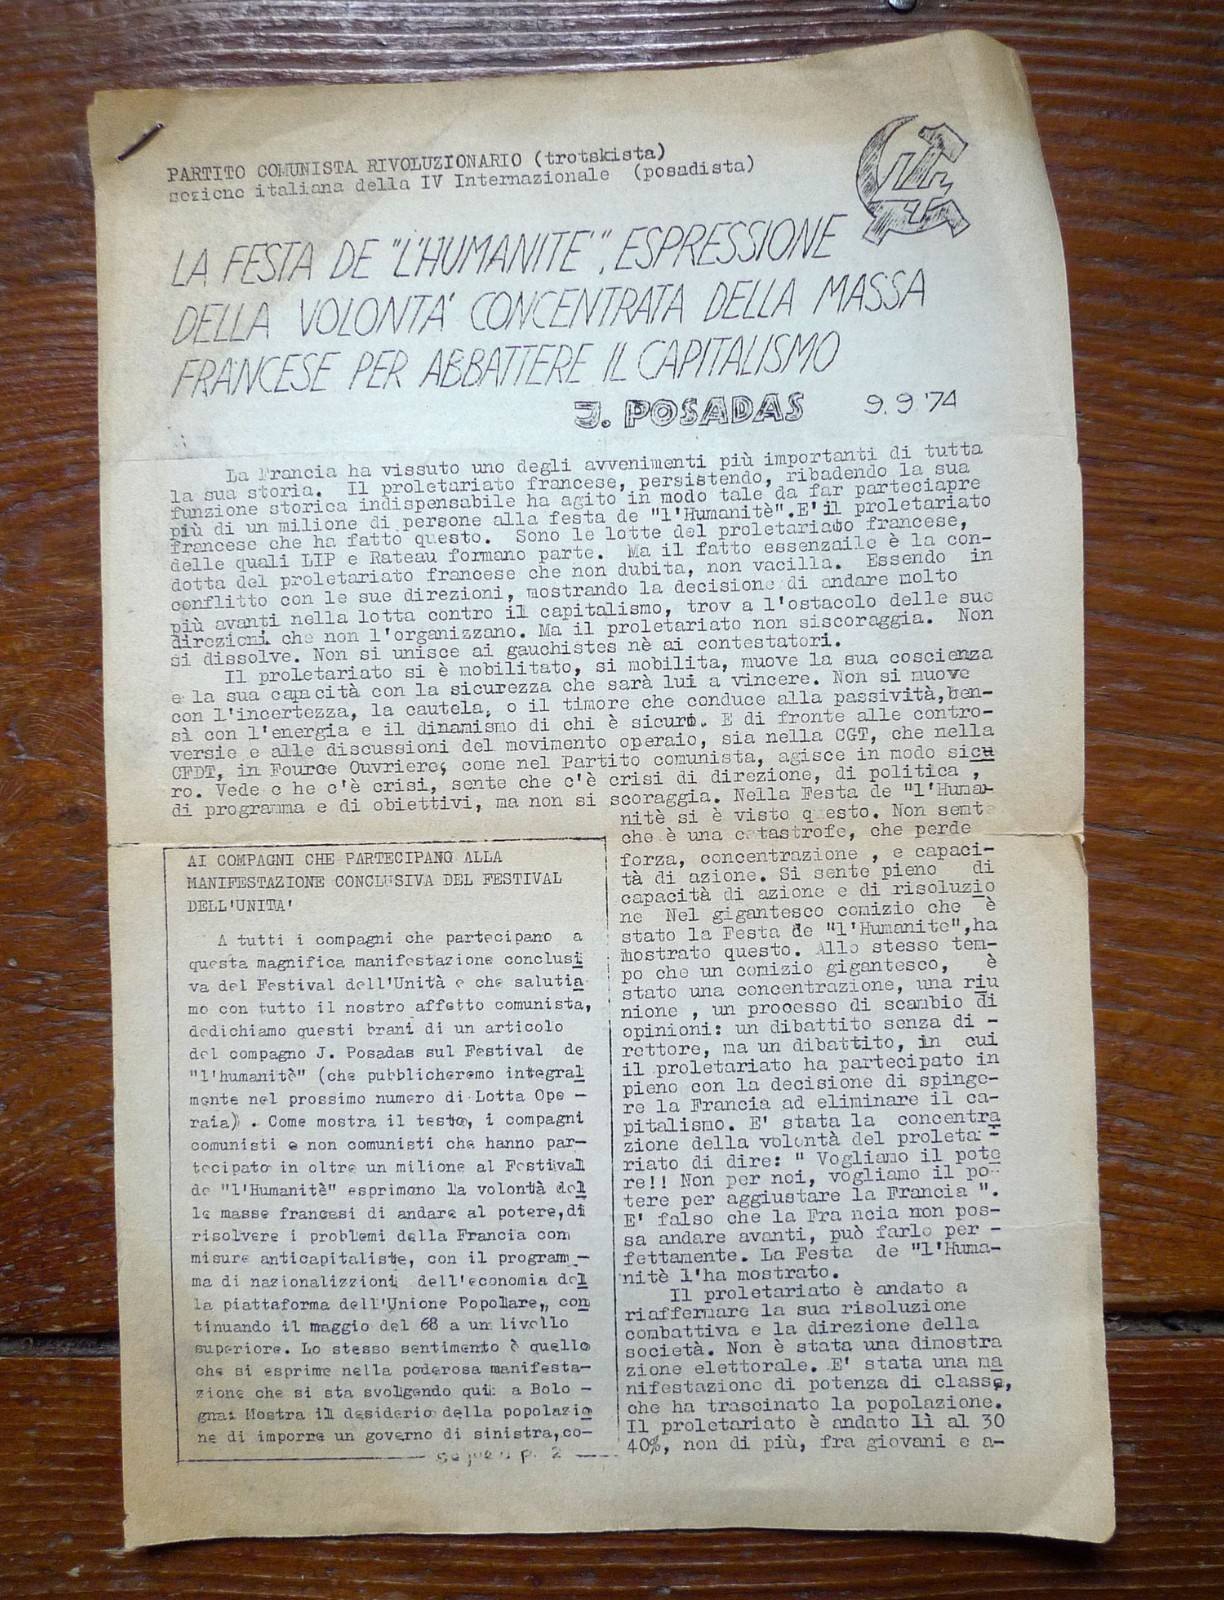 PARTITO COMUNISTA RIVOLUZIONARIO (trotskista)
sezione italiana della IV Internazionale (posadista)
LA FESTA DE "L'HUMANITE", ESPRESSIONE
DELLA VOLONTA' CONCENTRATA DELLA MASSA
FRANCESE PER ABBATTERE IL CAPITALISMO
J. POSADAS 9.9.'74
La Francia ha vissuto uno degli avvenimenti più importanti di tutta
la sua storia. Il proletariato francese, persistendo, ribadendo la sua
funzione storica indispensabile ha agito in modo tale da far parteciapre
più di un milione di persone alla festa de "l'Humanitè".E'il proletariato
francese che ha fatto questo. Sono le lotte del proletariato francese,
delle quali LIP e Rateau formano parte. Ma il fatto essenzaile è la con-
dotta del proletariato francese che non dubita, non vacilla. Essendo in
conflitto con le sue direzioni, mostrando la decisione di andare molto
più avanti nella lotta contro il capitalismo, trov a l'ostacolo delle sue
direzioni che non l'organizzano. Ma il proletariato non siscoraggia. Non
si dissolve. Non si unisce ai gauchistes nè ai contestatori.
Il proletariato si è mobilitato, si mobilita, muove la sua coscienza
e la sua capacità con la sicurezza che sarà lui a vincere. Non si muove
con l'incertezza, la cautela, o il timore che conduce alla passività,ben-
sì con l'energia e il dinamismo di chi è sicuro. E di fronte alle contro-
versie e alle discussioni del movimento operaio, sia nella CGT, che nella
CFDT, in Fource Ouvriere, come nel Partito comunista, agisce in modo sicu
ro. Vede c he c'è crisi, sente che c'è crisi di direzione, di politica ,
di programma e di obiettivi, ma non si scoraggia. Nella Festa de "l'Huma-
nitè si è visto questo. Non sente
che è una catastrofe, che perde
forza, concentrazione , e capaci-
tà di azione. Si sente pieno di
capacità di azione e di risoluzio
ne Nel gigantesco comizio che è
stato la Festa de "l'Humanite",ha
mostrato questo. Allo stesso tem-
po che un comizio gigantesco, è
stato una concentrazione, una riu
nione , un processo di scambio di
opinioni: un dibattito senza di -
rettore, ma un dibattito, in cui
il proletariato ha partecipato in
pieno con la decisione di spinge-
re la Francia ad eliminare il ca-
pitalismo. E' stata la concentra
zione della volontà del proleta -
riato di dire: " Vogliamo il pote
re!! Non per noi, vogliamo il po-
tere per aggiustare la Francia ".
E' falso che la Fra ncia non pos-
sa andare avanti, può farlo per -
fettamente. La Festa de "l'Huma-
nitè l'ha mostrato.
Il proletariato è andato a
riaffermare la sua risoluzione
combattiva e la direzione della
società. Non è stata una dimostra
zione elettorale. E' stata una ma
nifestazione di potenza di classe,
che ha trascinato la popolazione.
Il proletariato è andato lì al 30
40%, non di più, fra giovani e a-
AI COMPAGNI CHE PARTECIPANO ALLA
MANIFESTAZIONE CONCLUSIVA DEL FESTIVAL
DELL'UNITA'
A tutti i compagni che partecipano a
questa magnifica manifestazione conclusi
va del Festival dell'Unità e che salutia
mo con tutto il nostro affetto comunista,
dedichiamo questi brani di un articolo
del compagno J. Posadas sul Festival de
"l'humanitè" (che pubblicheremo integral
mente nel prossimo numero di Lotta Ope -
raia) . Come mostra il testo, i compagni
comunisti e non comunisti che hanno par-
tecipato in oltre un milione al Festival
de "l'Humanitè" esprimono la volontà del
le masse francesi di andare al potere,di
risolvere i problemi della Francia con
misure anticapitaliste, con il program -
ma di nazionalizzioni dell'economia del
la piattaforma dell'Unione Popollare,, con
tinuando il maggio del 68 a un livello
superiore. Lo stesso sentimento è quello
che si esprime nella poderosa manifesta-
zione che si sta svolgendo qui: a Bolo -
gna: Mostra il desiderio della popolazio
ne di imporre un governo di sinistra,co-
segue a p. 2